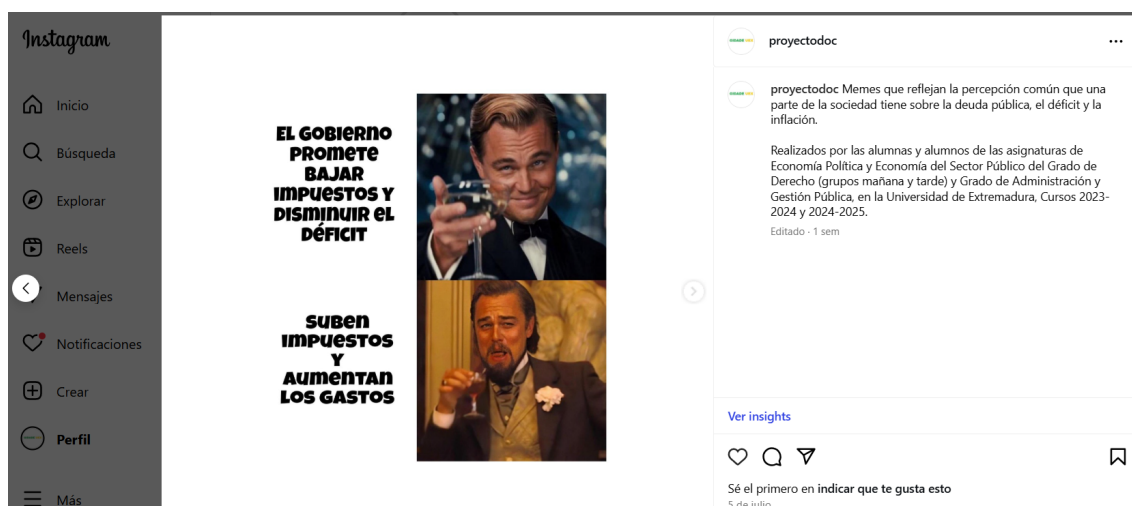 Instagram
Inicio
Búsqueda
Explorar
Reels
Mensajes
Notificaciones
Crear
Perfil
Más
EL GOBIERNO
PROMETE
BAJAR
IMPUESTOS Y
DISMINUIR EL
DÉFICIT
SUBEN
IMPUESTOS
Y
AUMENTAN
LOS GASTOS
proyectodoc
proyectodoc Memes que reflejan la percepción común que una
parte de la sociedad tiene sobre la deuda pública, el déficit y la
inflación.
Realizados por las alumnas y alumnos de las asignaturas de
Economía Política y Economía del Sector Público del Grado de
Derecho (grupos mañana y tarde) y Grado de Administración y
Gestión Pública, en la Universidad de Extremadura, Cursos 2023-
2024 y 2024-2025.
Editado · 1 sem
Ver insights
Sé el primero en indicar que te gusta esto
5 de julio